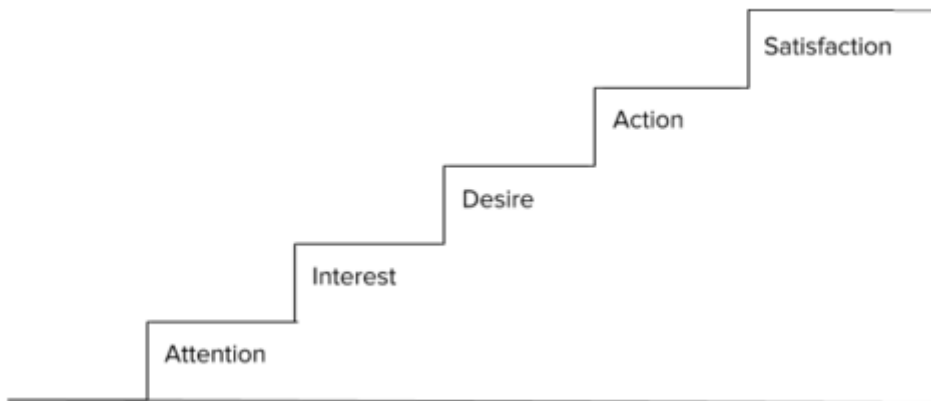 Satisfaction
Action
Desire
Interest
Attention